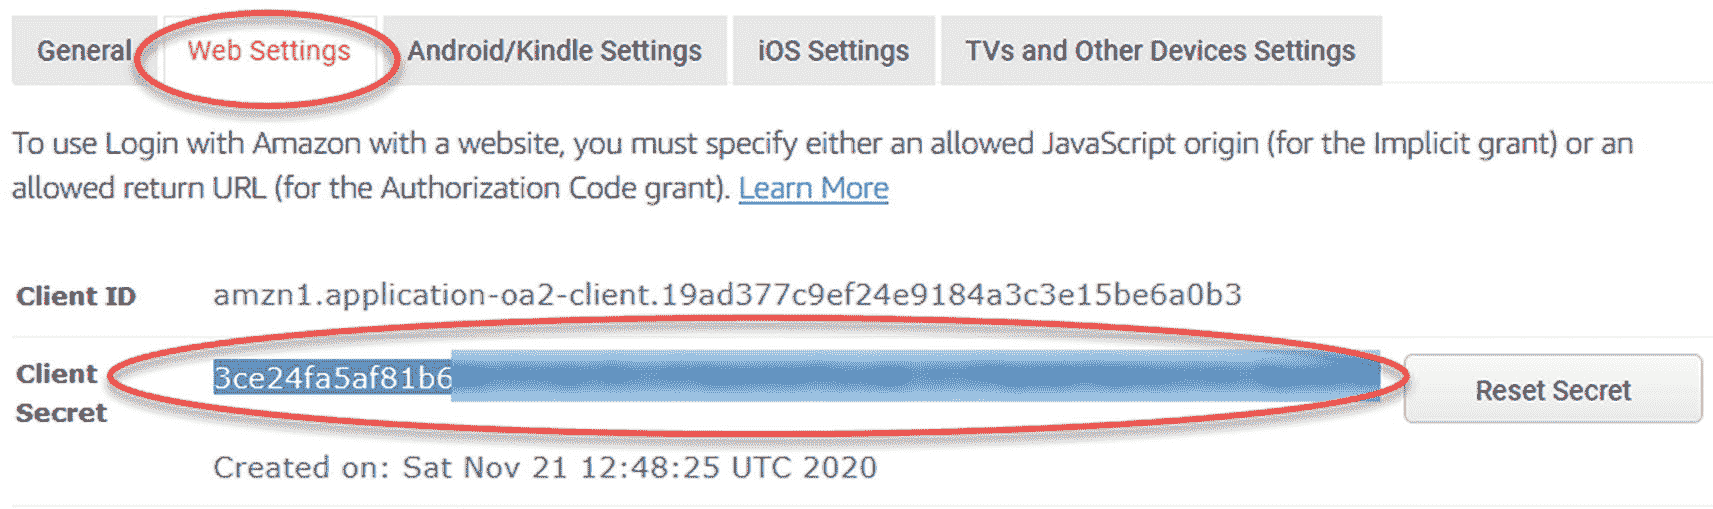 General Web Settings Android/Kindle Settings iOS Settings TVs and Other Devices Settings
To use Login with Amazon with a website, you must specify either an allowed JavaScript origin (for the Implicit grant) or an
allowed return URL (for the Authorization Code grant). Learn More
Client ID amzn1.application-oa2-client.19ad377c9ef24e9184a3c3e15be6a0b3
Client
Secret
3ce24fa5af81b6
Reset Secret
Created on: Sat Nov 21 12:48:25 UTC 2020